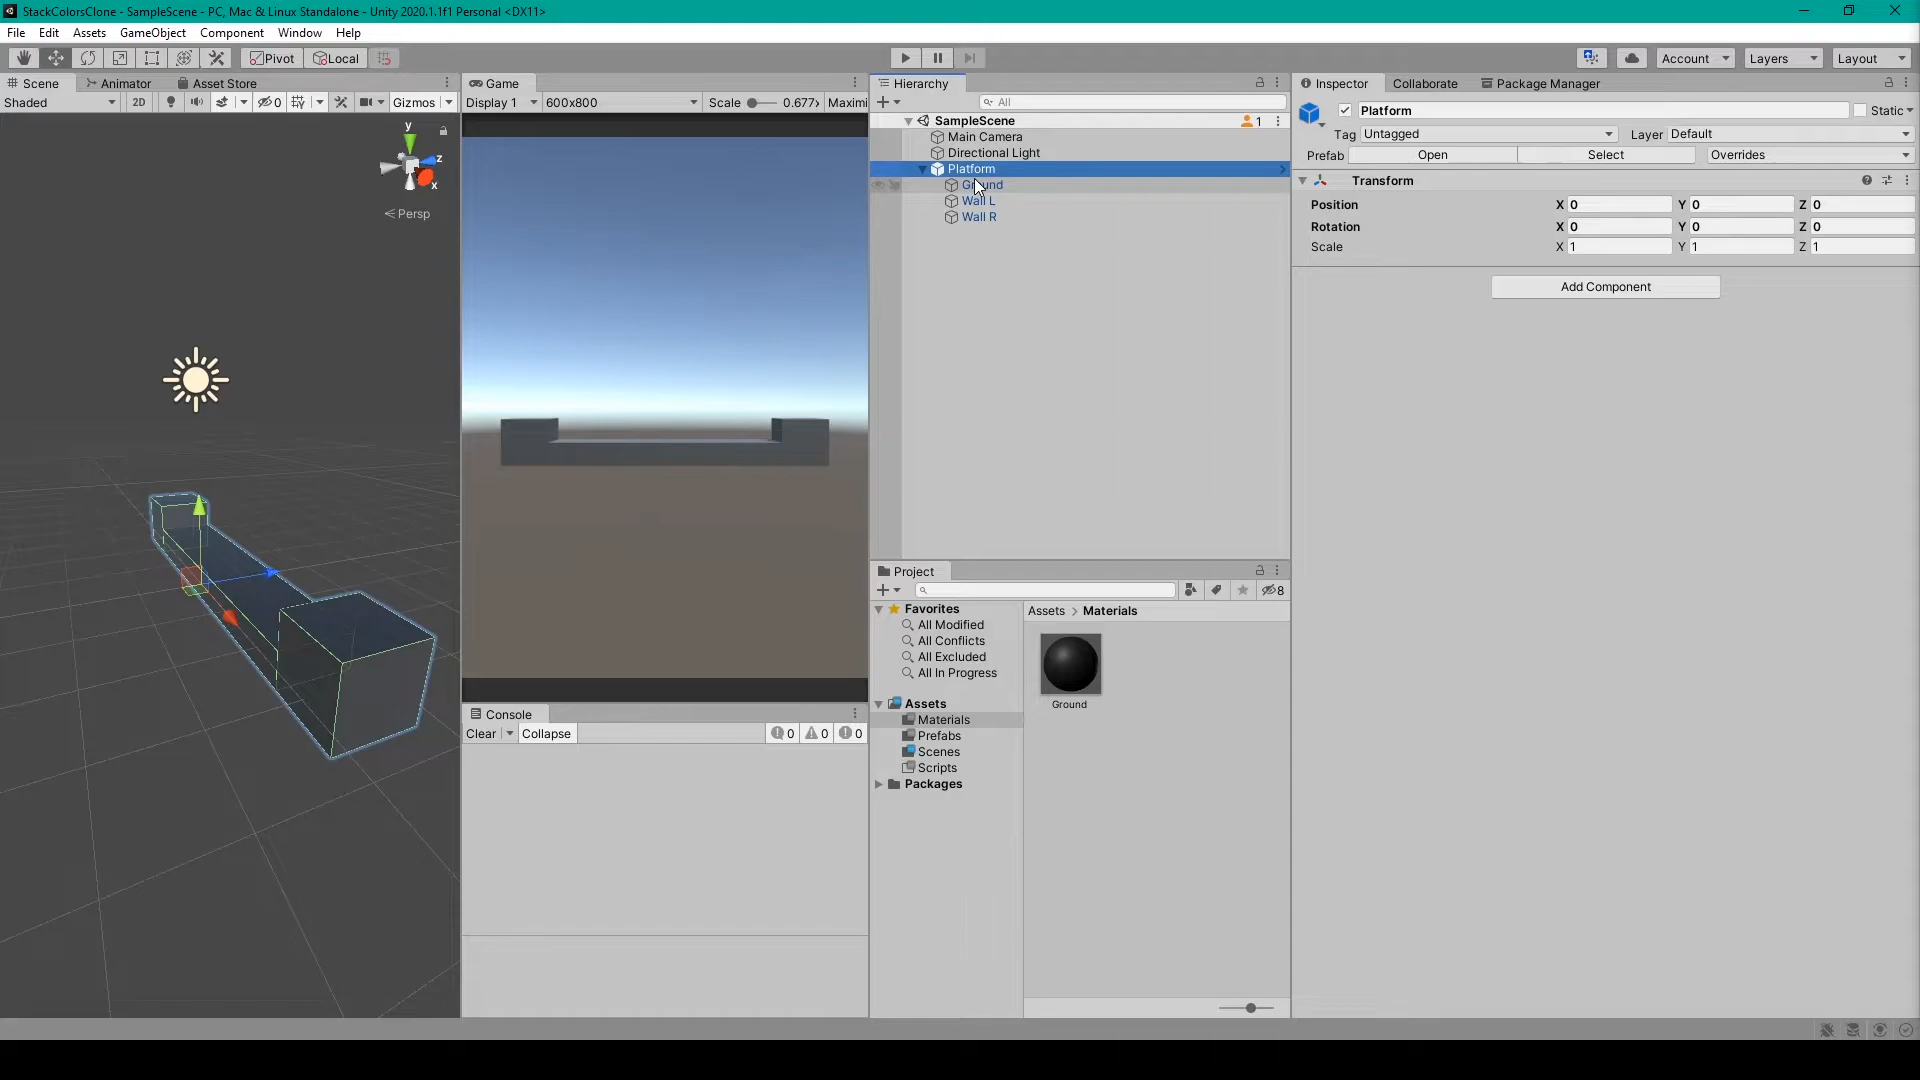 StackColorsClone - SampleScene - PC, Mac & Linux Standalone - Unity 2020.1.1f1 Personal <DX11>
File Edit Assets GameObject Component Window Help
Pivot Local Account Layers Layout
Scene Animator Asset Store
Shaded 2D 0 Gizmos
y
z
x
Persp
Game
Display 1 600x800 Scale 0.677x Maximi
Hierarchy
All
SampleScene 1
Main Camera
Directional Light
Platform
Ground
Wall L
Wall R
Inspector Collaborate Package Manager
Platform Static
Tag Untagged Layer Default
Prefab Open Select Overrides
Transform
Position X 0 Y 0 Z 0
Rotation X 0 Y 0 Z 0
Scale X 1 Y 1 Z 1
Add Component
Project
8
Favorites
All Modified
All Conflicts
All Excluded
All In Progress
Assets
Materials
Prefabs
Scenes
Scripts
Packages
Assets > Materials
Ground
Console
Clear Collapse 0 0 0